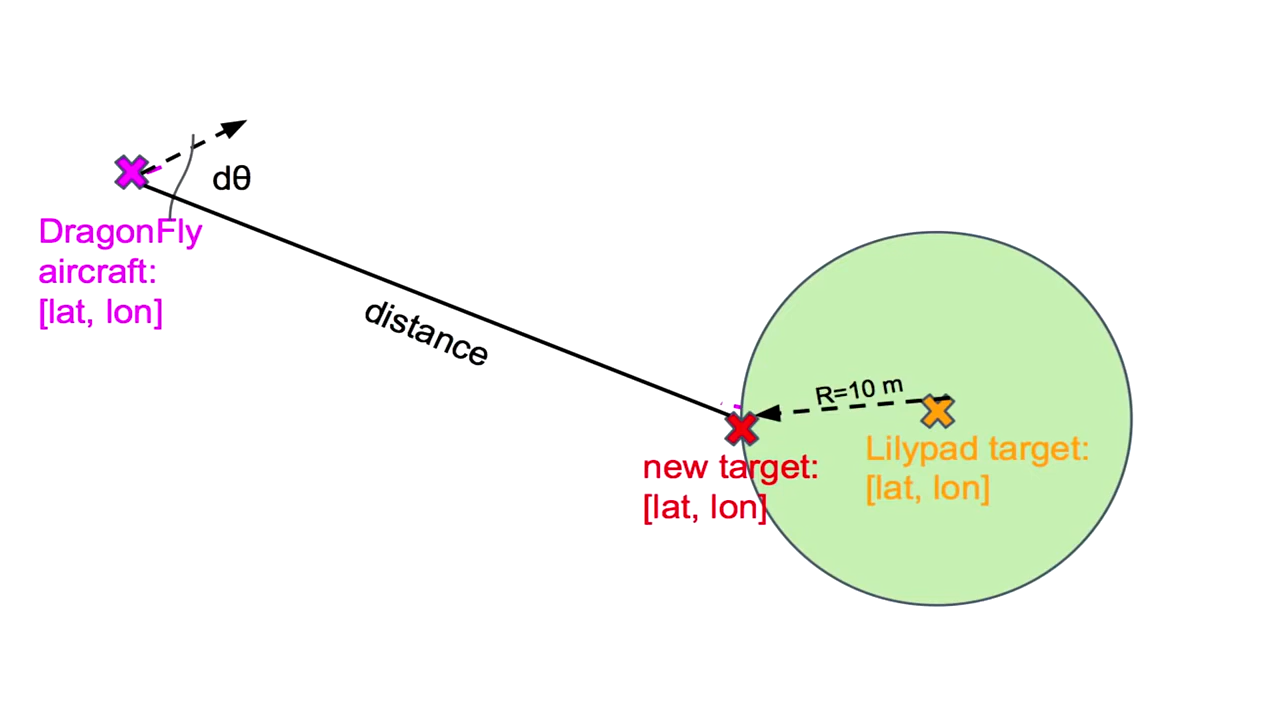 dθ
DragonFly
aircraft:
[lat, lon]
distance
R=10 m
Lilypad target:
[lat, lon]
new target:
[lat, lon]